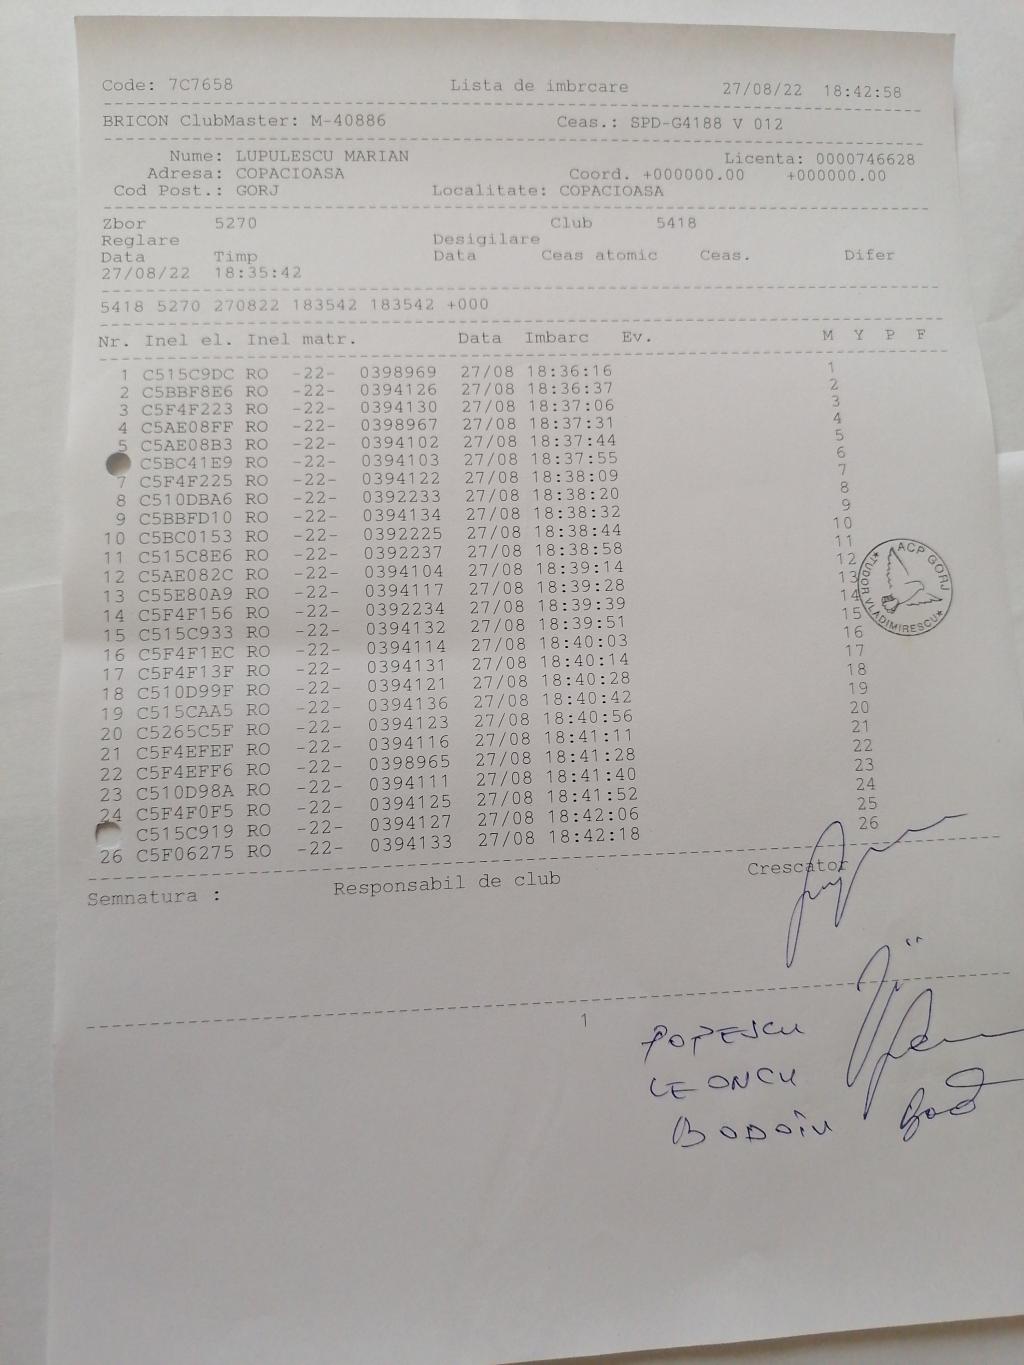 Code: 7C7658 Lista de imbrcare 27/08/22 18:42:58
BRICON ClubMaster: M-40886 Ceas.: SPD-G4188 V 012
Nume: LUPULESCU MARIAN Licenta: 0000746628
Adresa: COPACIOASA Coord. +000000.00 +000000.00
Cod Post.: GORJ Localitate: COPACIOASA
Zbor 5270 Club 5418
Reglare Desigilare
Data Timp Data Ceas atomic Ceas. Difer
27/08/22 18:35:42
5418 5270 270822 183542 183542 +000
Nr. Inel el. Inel matr. Data Imbarc Ev. M Y P F
1 C515C9DC RO -22- 0398969 27/08 18:36:16 1
2 C5BBF8E6 RO -22- 0394126 27/08 18:36:37 2
3 C5F4F223 RO -22- 0394130 27/08 18:37:06 3
4 C5AE08FF RO -22- 0398967 27/08 18:37:31 4
5 C5AE08B3 RO -22- 0394102 27/08 18:37:44 5
C5BC41E9 RO -22- 0394103 27/08 18:37:55 6
7 C5F4F225 RO -22- 0394122 27/08 18:38:09 7
8 C510DBA6 RO -22- 0392233 27/08 18:38:20 8
9 C5BBFD10 RO -22- 0394134 27/08 18:38:32 9
10 C5BC0153 RO -22- 0392225 27/08 18:38:44 10
11 C515C8E6 RO -22- 0392237 27/08 18:38:58 11
12 C5AE082C RO -22- 0394104 27/08 18:39:14 12
13 C55E80A9 RO -22- 0394117 27/08 18:39:28 13
14 C5F4F156 RO -22- 0392234 27/08 18:39:39 14
15 C515C933 RO -22- 0394132 27/08 18:39:51 15
16 C5F4F1EC RO -22- 0394114 27/08 18:40:03 16
17 C5F4F13F RO -22- 0394131 27/08 18:40:14 17
18 C510D99F RO -22- 0394121 27/08 18:40:28 18
19 C515CAA5 RO -22- 0394136 27/08 18:40:42 19
20 C5265C5F RO -22- 0394123 27/08 18:40:56 20
21 C5F4EFEF RO -22- 0394116 27/08 18:41:11 21
22 C5F4EFF6 RO -22- 0398965 27/08 18:41:28 22
23 C510D98A RO -22- 0394111 27/08 18:41:40 23
24 C5F4F0F5 RO -22- 0394125 27/08 18:41:52 24
C515C919 RO -22- 0394127 27/08 18:42:06 25
26 C5F06275 RO -22- 0394133 27/08 18:42:18 26
ACP GORJ
*TUDOR VLADIMIRESCU*
Semnatura : Responsabil de club Crescator
1
POPESCU
LEONCU
BODOIU